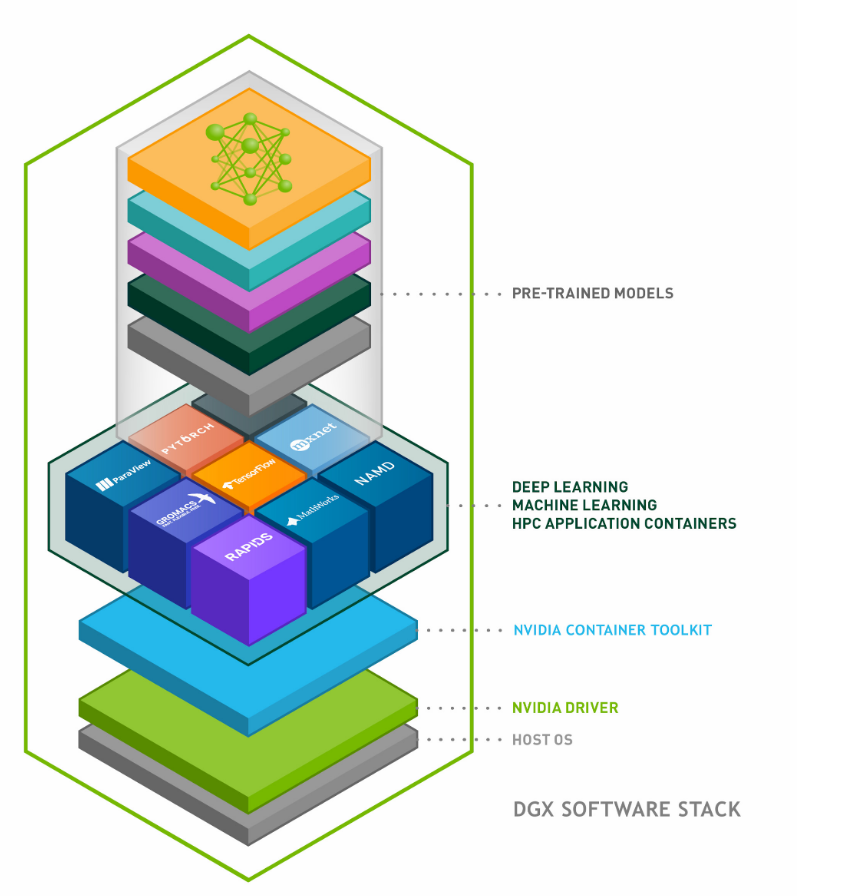 PRE-TRAINED MODELS
PYTORCH
mxnet
ParaView
TensorFlow
NAMD
GROMACS
MathWorks
RAPIDS
DEEP LEARNING
MACHINE LEARNING
HPC APPLICATION CONTAINERS
NVIDIA CONTAINER TOOLKIT
NVIDIA DRIVER
HOST OS
DGX SOFTWARE STACK